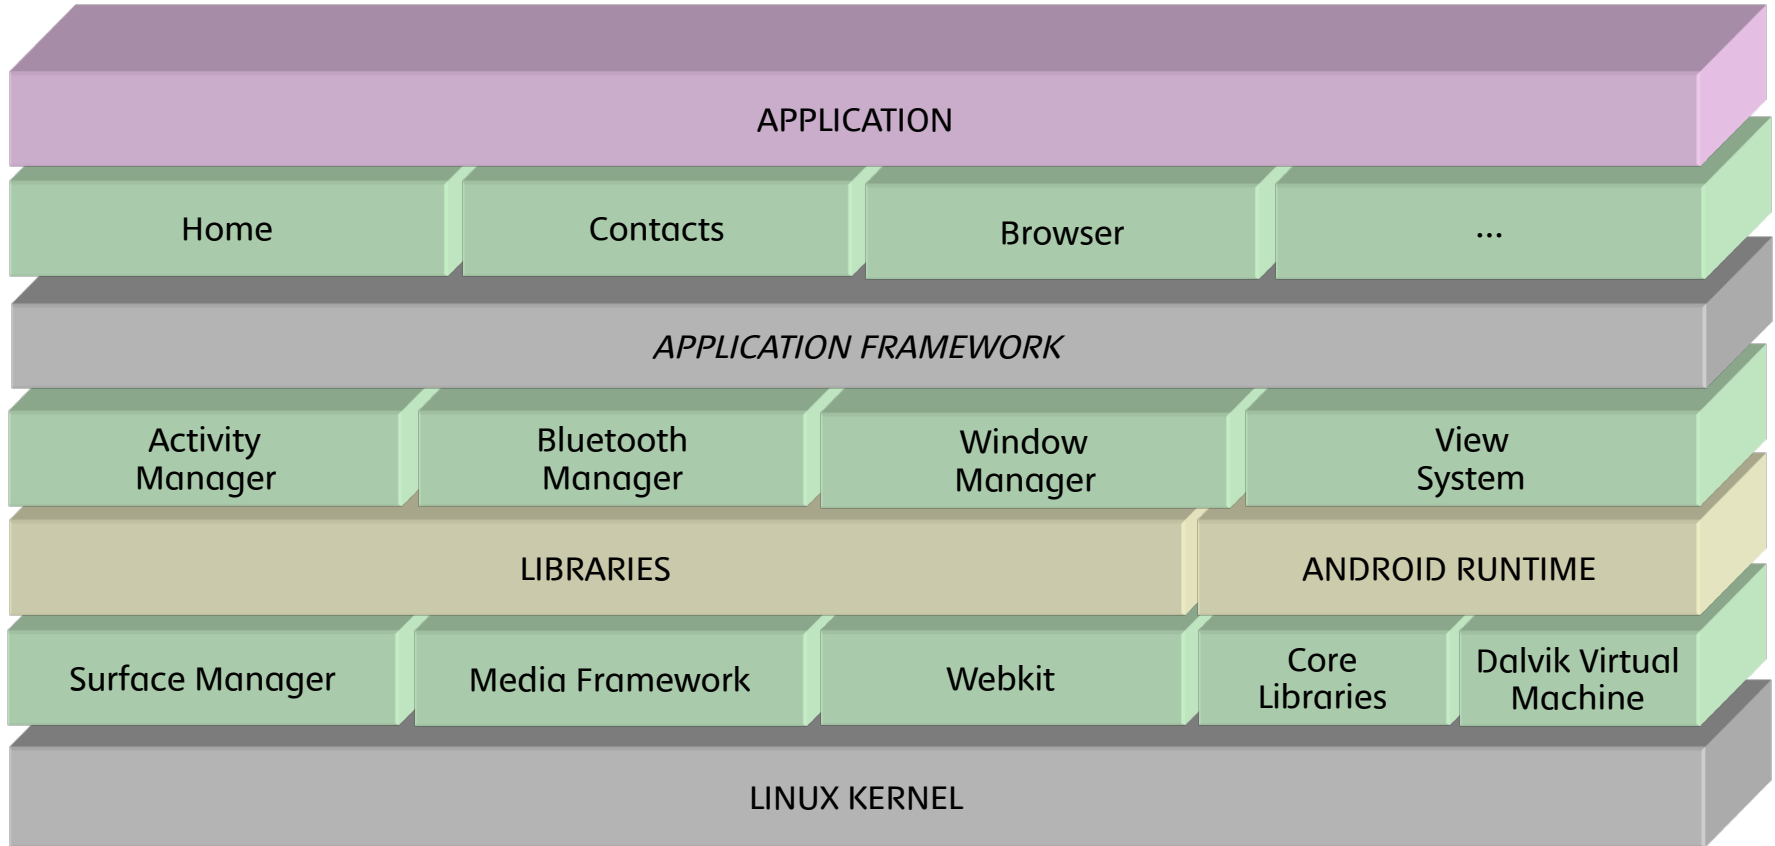 APPLICATION
Home
Contacts
Browser
...
APPLICATION FRAMEWORK
Activity
Manager
Bluetooth
Manager
Window
Manager
View
System
LIBRARIES
ANDROID RUNTIME
Surface Manager
Media Framework
Webkit
Core
Libraries
Dalvik Virtual
Machine
LINUX KERNEL